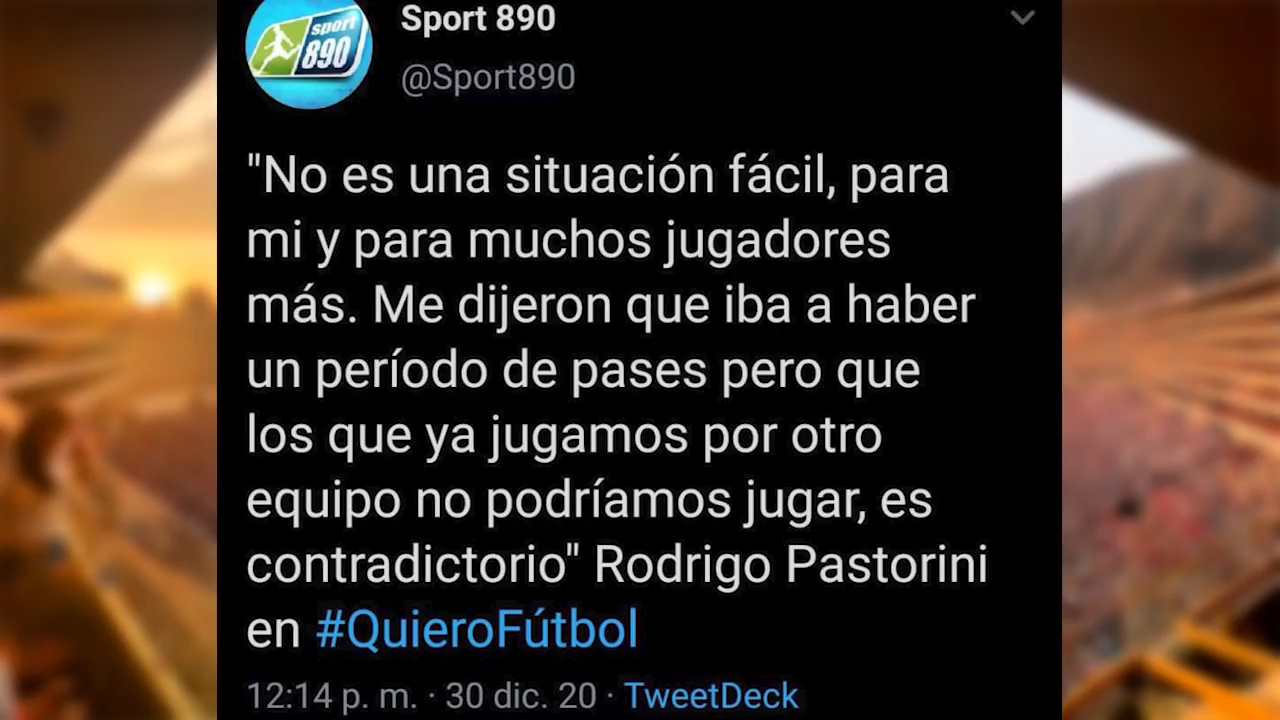 sport
890
Sport 890
@Sport890
"No es una situación fácil, para
mi y para muchos jugadores
más. Me dijeron que iba a haber
un período de pases pero que
los que ya jugamos por otro
equipo no podríamos jugar, es
contradictorio" Rodrigo Pastorini
en #QuieroFútbol
12:14 p. m. · 30 dic. 20 · TweetDeck